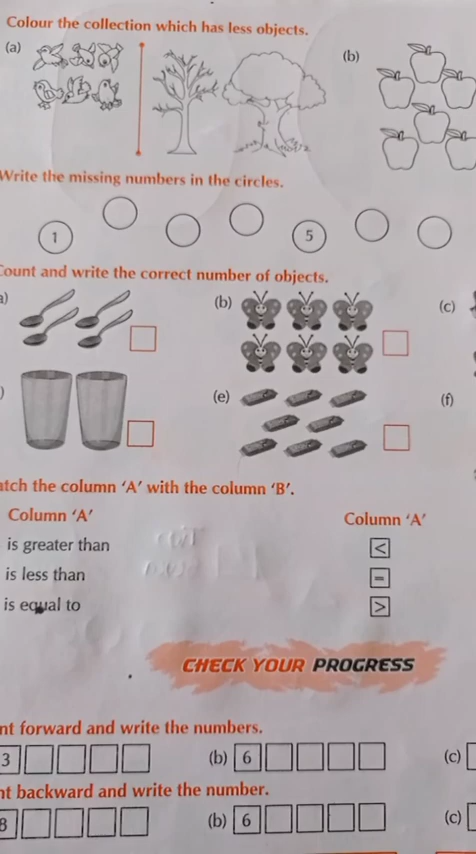 Colour the collection which has less objects.
(a) (b)
Write the missing numbers in the circles.
1 5
Count and write the correct number of objects.
a) (b) (c)
) (e) (f)
atch the column ‘A’ with the column ‘B’.
Column ‘A’ Column ‘A’
is greater than <
is less than =
is equal to >
CHECK YOUR PROGRESS
nt forward and write the numbers.
3 (b) 6 (c)
nt backward and write the number.
8 (b) 6 (c)